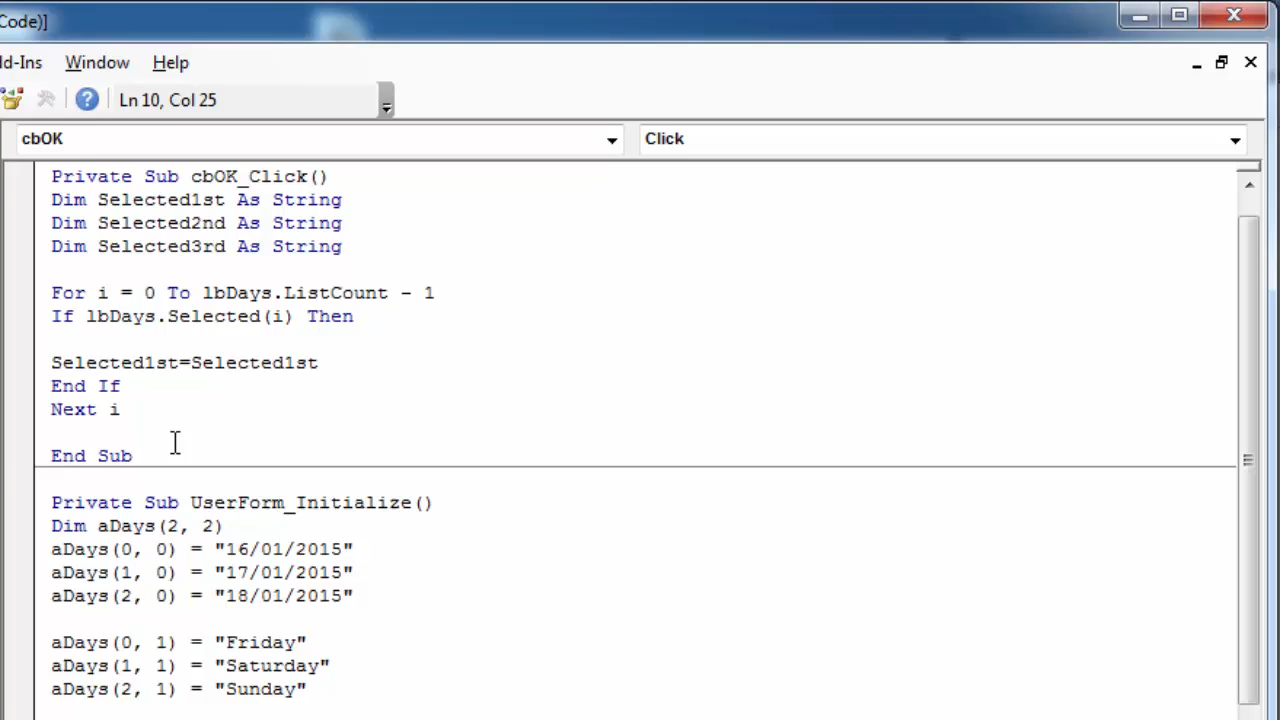 Code)]
ld-Ins Window Help
Ln 10, Col 25
cbOK Click
Private Sub cbOK_Click()
Dim Selected1st As String
Dim Selected2nd As String
Dim Selected3rd As String
For i = 0 To lbDays.ListCount - 1
If lbDays.Selected(i) Then
Selected1st=Selected1st
End If
Next i
End Sub
Private Sub UserForm_Initialize()
Dim aDays(2, 2)
aDays(0, 0) = "16/01/2015"
aDays(1, 0) = "17/01/2015"
aDays(2, 0) = "18/01/2015"
aDays(0, 1) = "Friday"
aDays(1, 1) = "Saturday"
aDays(2, 1) = "Sunday"